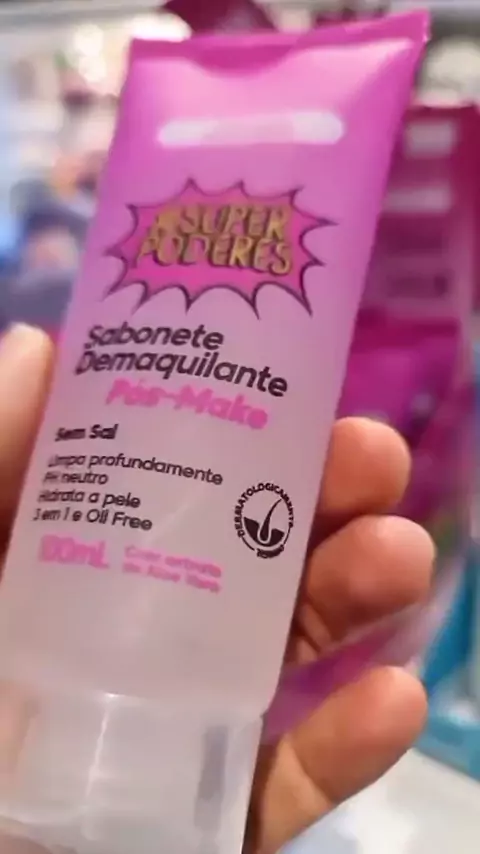 #SUPER
PODERES
Sabonete
Demaquilante
Pós-Make
Sem Sal
Limpa profundamente
PH neutro
Hidrata a pele
3 em 1 e Oil Free
DERMATOLOGICAMENTE
100mL
Com extrato
de Aloe Vera